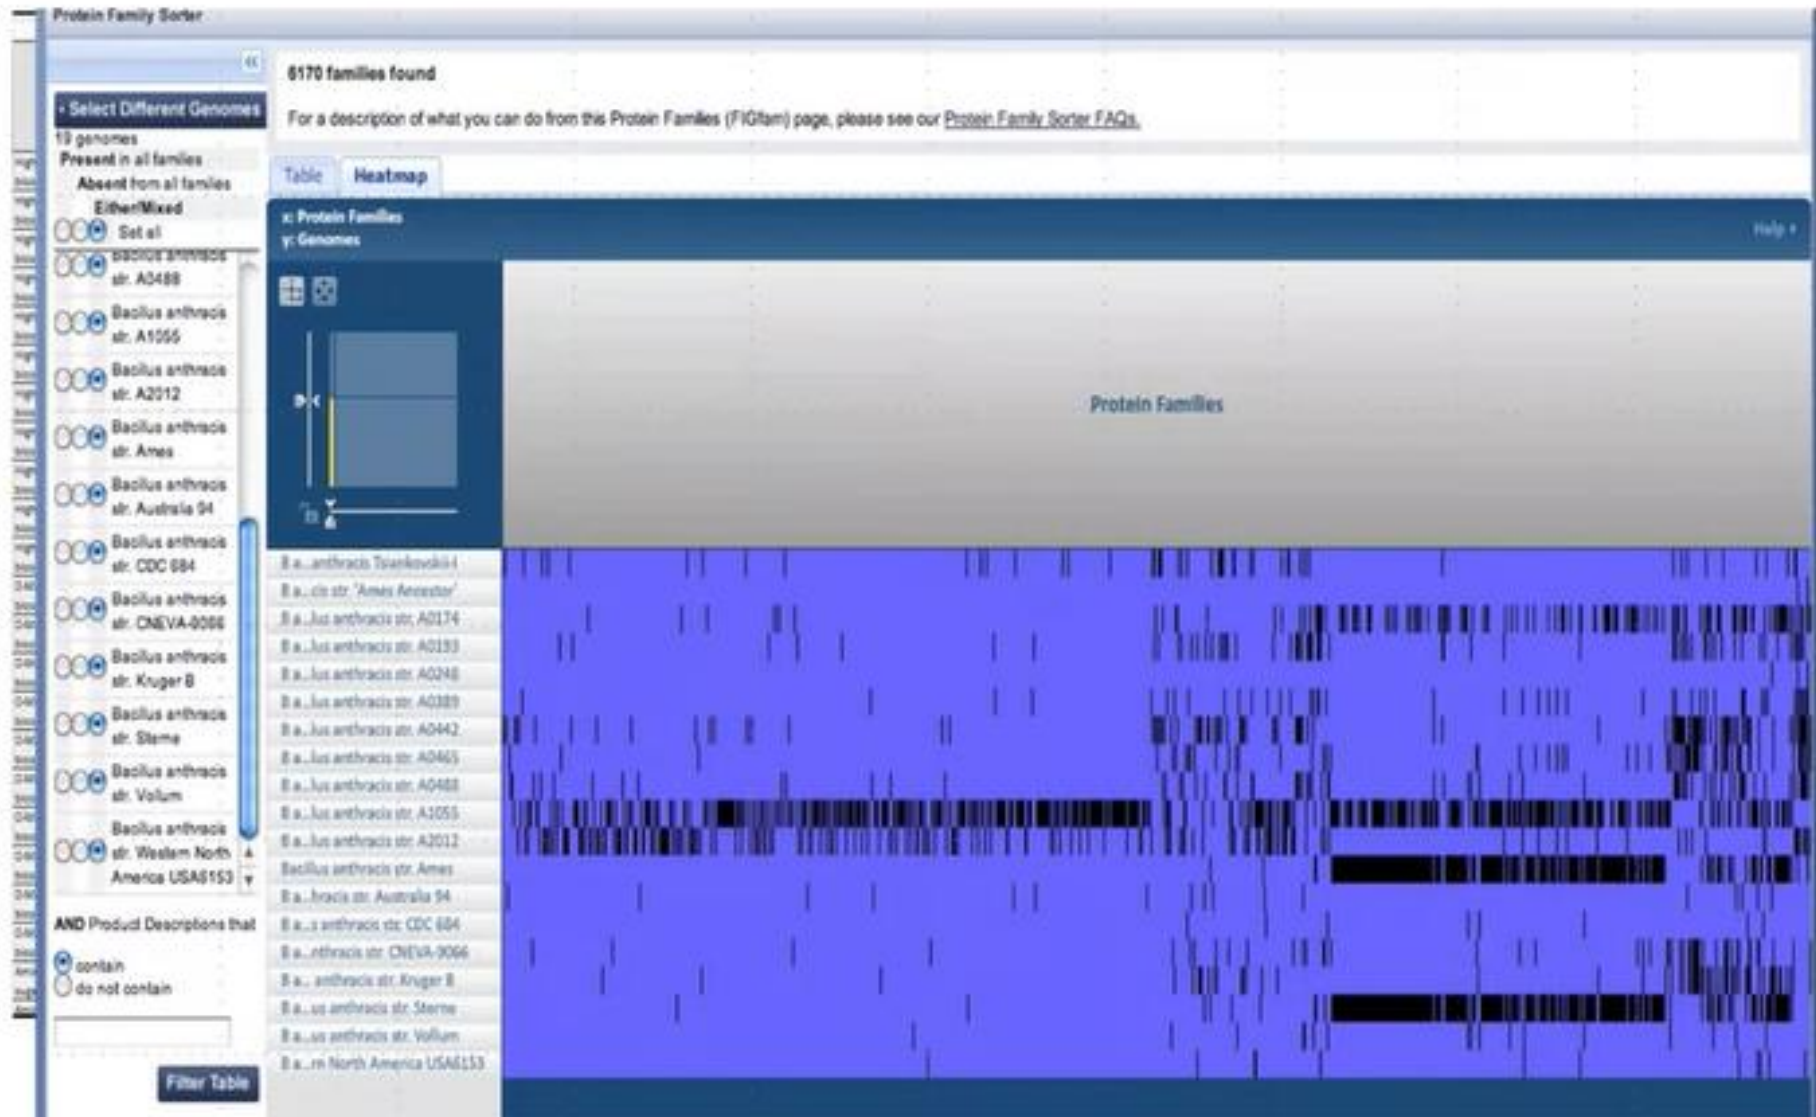 Protein Family Sorter
Select Different Genomes
19 genomes
Present in all families
Absent from all families
Either/Mixed
Set all
Bacillus anthracis
str. A0488
Bacillus anthracis
str. A1055
Bacillus anthracis
str. A2012
Bacillus anthracis
str. Ames
Bacillus anthracis
str. Australia 94
Bacillus anthracis
str. CDC 684
Bacillus anthracis
str. CNEVA-9066
Bacillus anthracis
str. Kruger B
Bacillus anthracis
str. Sterne
Bacillus anthracis
str. Vollum
Bacillus anthracis
str. Western North
America USA6153
AND Product Descriptions that
contain
do not contain
Filter Table
6170 families found
For a description of what you can do from this Protein Families (FIGfam) page, please see our Protein Family Sorter FAQs.
Table Heatmap
x: Protein Families
y: Genomes
Help
Protein Families
B a...anthracis Tsiankovskii-I
B a...cis str. 'Ames Ancestor'
B a...lus anthracis str. A0174
B a...lus anthracis str. A0193
B a...lus anthracis str. A0248
B a...lus anthracis str. A0389
B a...lus anthracis str. A0442
B a...lus anthracis str. A0465
B a...lus anthracis str. A0488
B a...lus anthracis str. A1055
B a...lus anthracis str. A2012
Bacillus anthracis str. Ames
B a...hracis str. Australia 94
B a...s anthracis str. CDC 684
B a...nthracis str. CNEVA-9066
B a... anthracis str. Kruger B
B a...us anthracis str. Sterne
B a...us anthracis str. Vollum
B a...rn North America USA6153